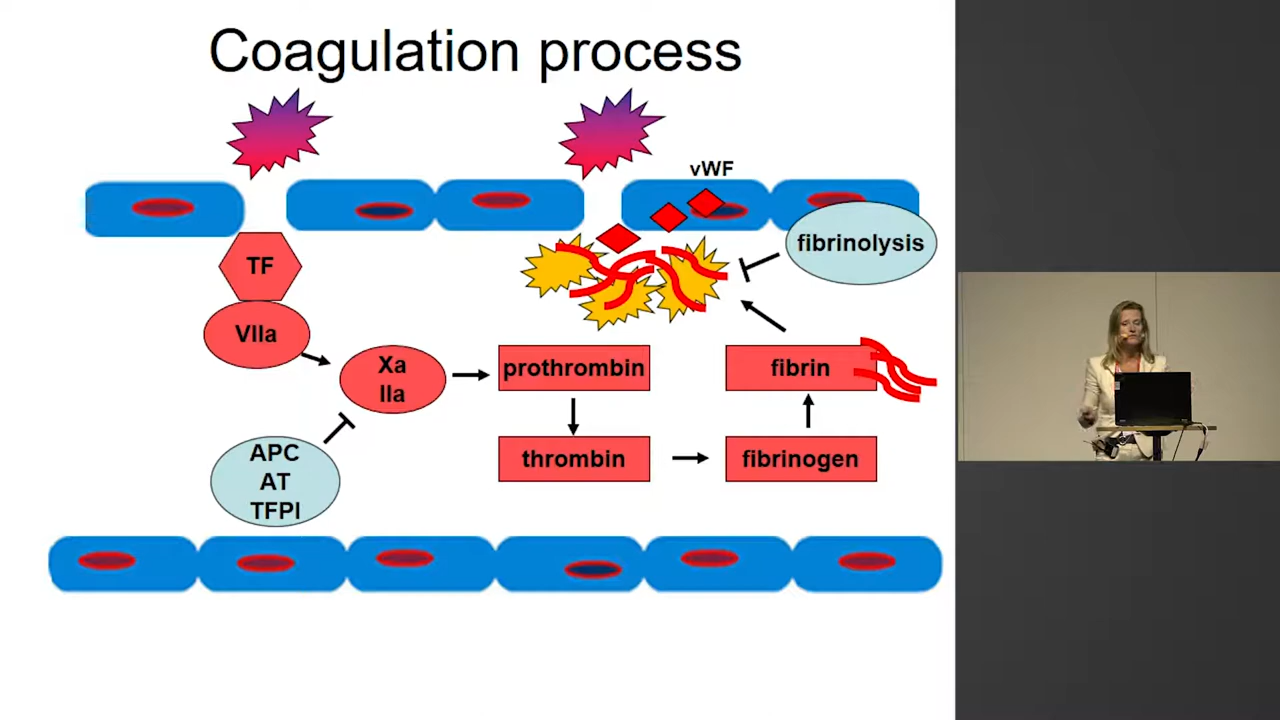 Coagulation process
vWF
fibrinolysis
TF
VIIa
Xa
IIa
prothrombin
fibrin
APC
AT
TFPI
thrombin
fibrinogen